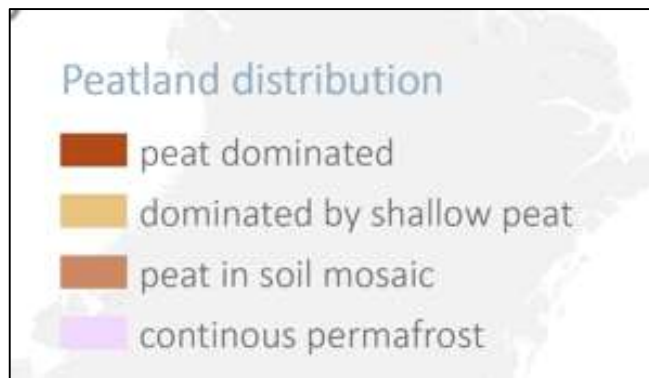 Peatland distribution
peat dominated
dominated by shallow peat
peat in soil mosaic
continous permafrost